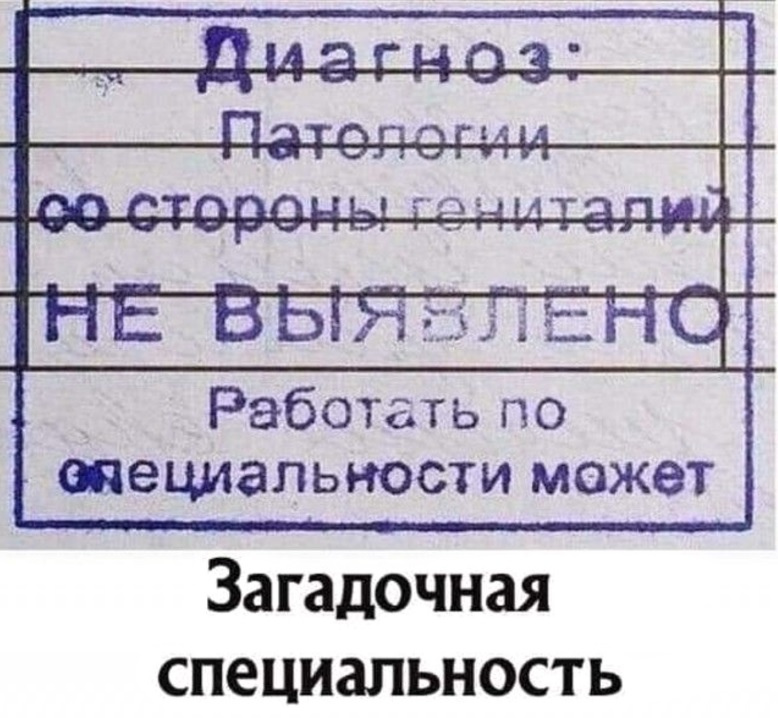 Диагноз:
Патологии
со стороны гениталий
НЕ ВЫЯВЛЕНО
Работать по
специальности может
Загадочная
специальность